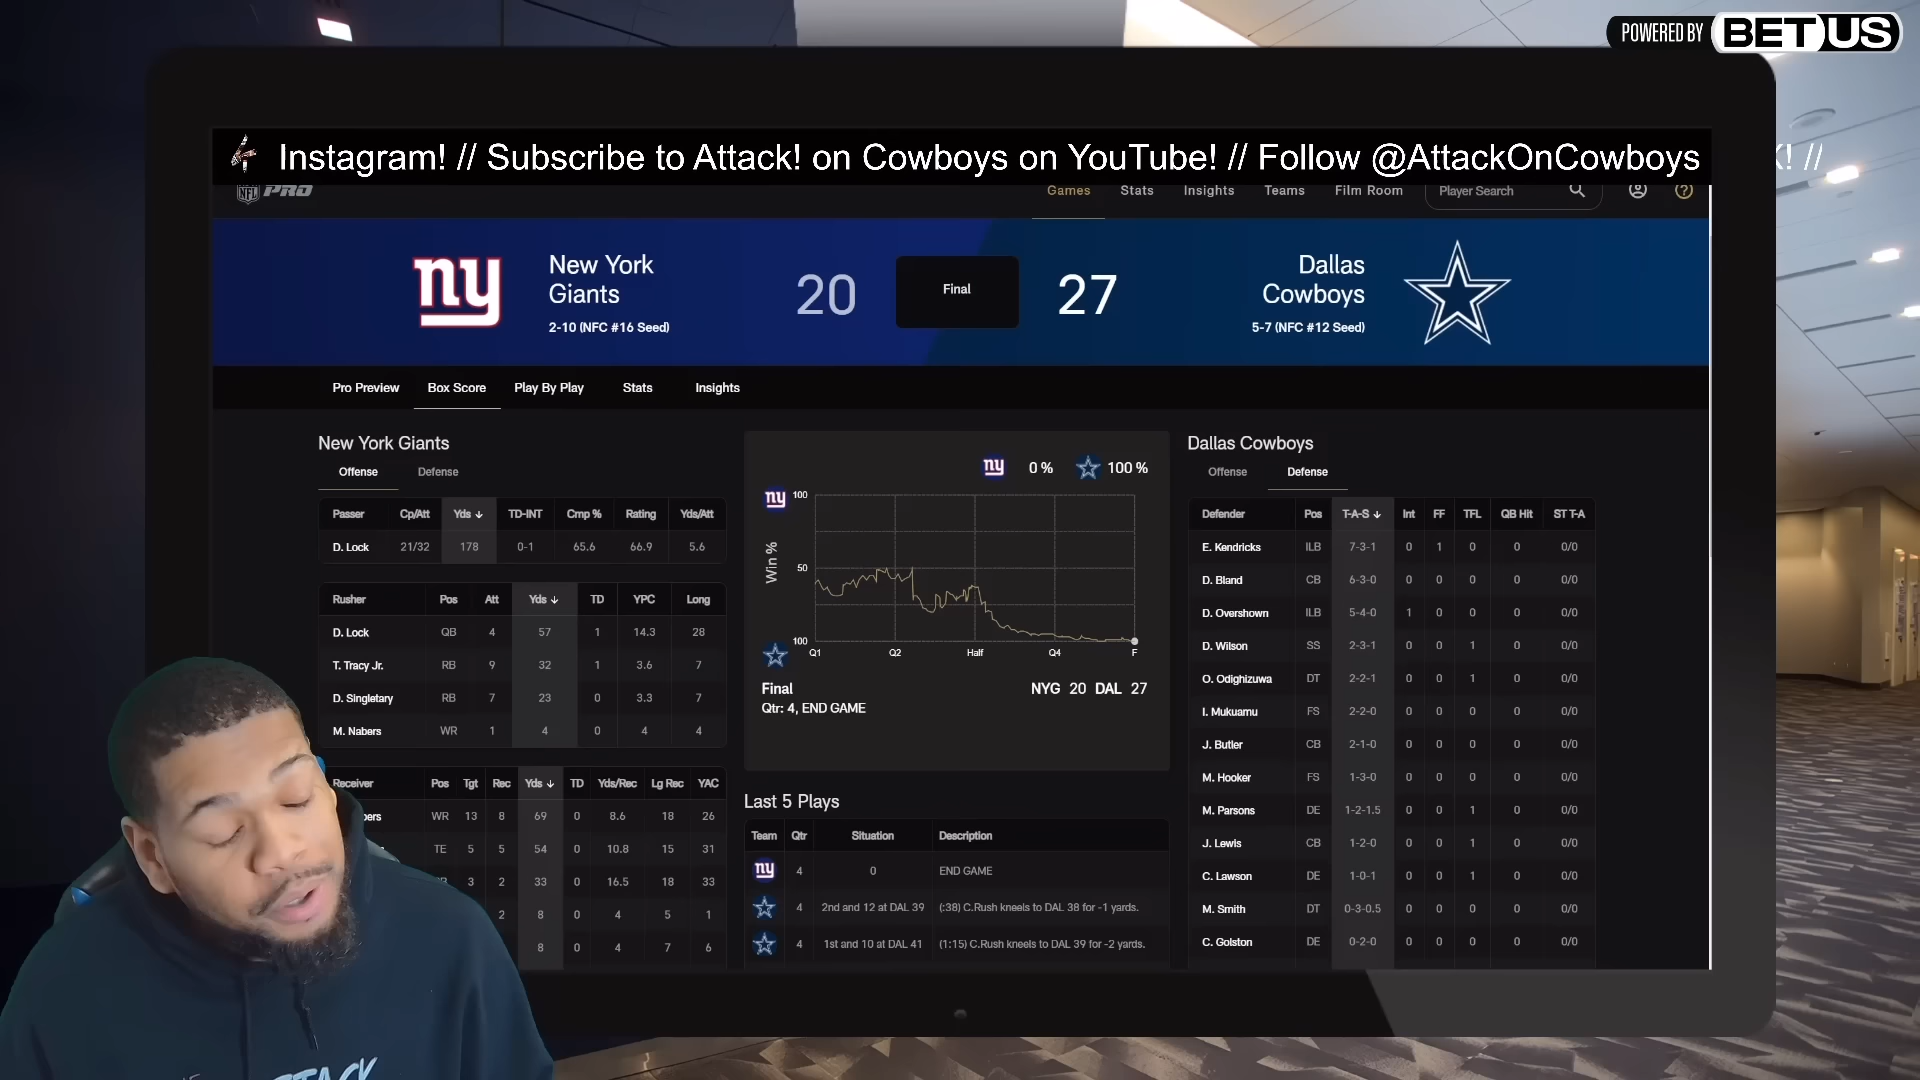 POWERED BY BETUS
Instagram! // Subscribe to Attack! on Cowboys on YouTube! // Follow @AttackOnCowboys
! //
NFL PRO
Games Stats Insights Teams Film Room Player Search
ny
New York
Giants
2-10 (NFC #16 Seed)
20
Final
27
Dallas
Cowboys
5-7 (NFC #12 Seed)
Pro Preview Box Score Play By Play Stats Insights
New York Giants
Offense Defense
Passer Cp/Att Yds TD-INT Cmp % Rating Yds/Att
D. Lock 21/32 178 0-1 65.6 66.9 5.6
Rusher Pos Att Yds TD YPC Long
D. Lock QB 4 57 1 14.3 28
T. Tracy Jr. RB 9 32 1 3.6 7
D. Singletary RB 7 23 0 3.3 7
M. Nabers WR 1 4 0 4 4
Receiver Pos Tgt Rec Yds TD Yds/Rec Lg Rec YAC
WR 13 8 69 0 8.6 18 26
TE 5 5 54 0 10.8 15 31
3 2 33 0 16.5 18 33
2 8 0 4 5 1
8 0 4 7 6
ny 0 % 100 %
ny 100
Win %
50
100
Q1 Q2 Half Q4 F
Final NYG 20 DAL 27
Qtr: 4, END GAME
Last 5 Plays
Team Qtr Situation Description
ny 4 0 END GAME
4 2nd and 12 at DAL 39 (:38) C.Rush kneels to DAL 38 for -1 yards.
4 1st and 10 at DAL 41 (1:15) C.Rush kneels to DAL 39 for -2 yards.
Dallas Cowboys
Offense Defense
Defender Pos T-A-S Int FF TFL QB Hit ST T-A
E. Kendricks ILB 7-3-1 0 1 0 0 0/0
D. Bland CB 6-3-0 0 0 0 0 0/0
D. Overshown ILB 5-4-0 1 0 0 0 0/0
D. Wilson SS 2-3-1 0 0 1 0 0/0
O. Odighizuwa DT 2-2-1 0 0 1 0 0/0
I. Mukuamu FS 2-2-0 0 0 0 0 0/0
J. Butler CB 2-1-0 0 0 0 0 0/0
M. Hooker FS 1-3-0 0 0 0 0 0/0
M. Parsons DE 1-2-1.5 0 0 1 0 0/0
J. Lewis CB 1-2-0 0 0 1 0 0/0
C. Lawson DE 1-0-1 0 0 1 0 0/0
M. Smith DT 0-3-0.5 0 0 0 0 0/0
C. Golston DE 0-2-0 0 0 0 0 0/0
ATTACK